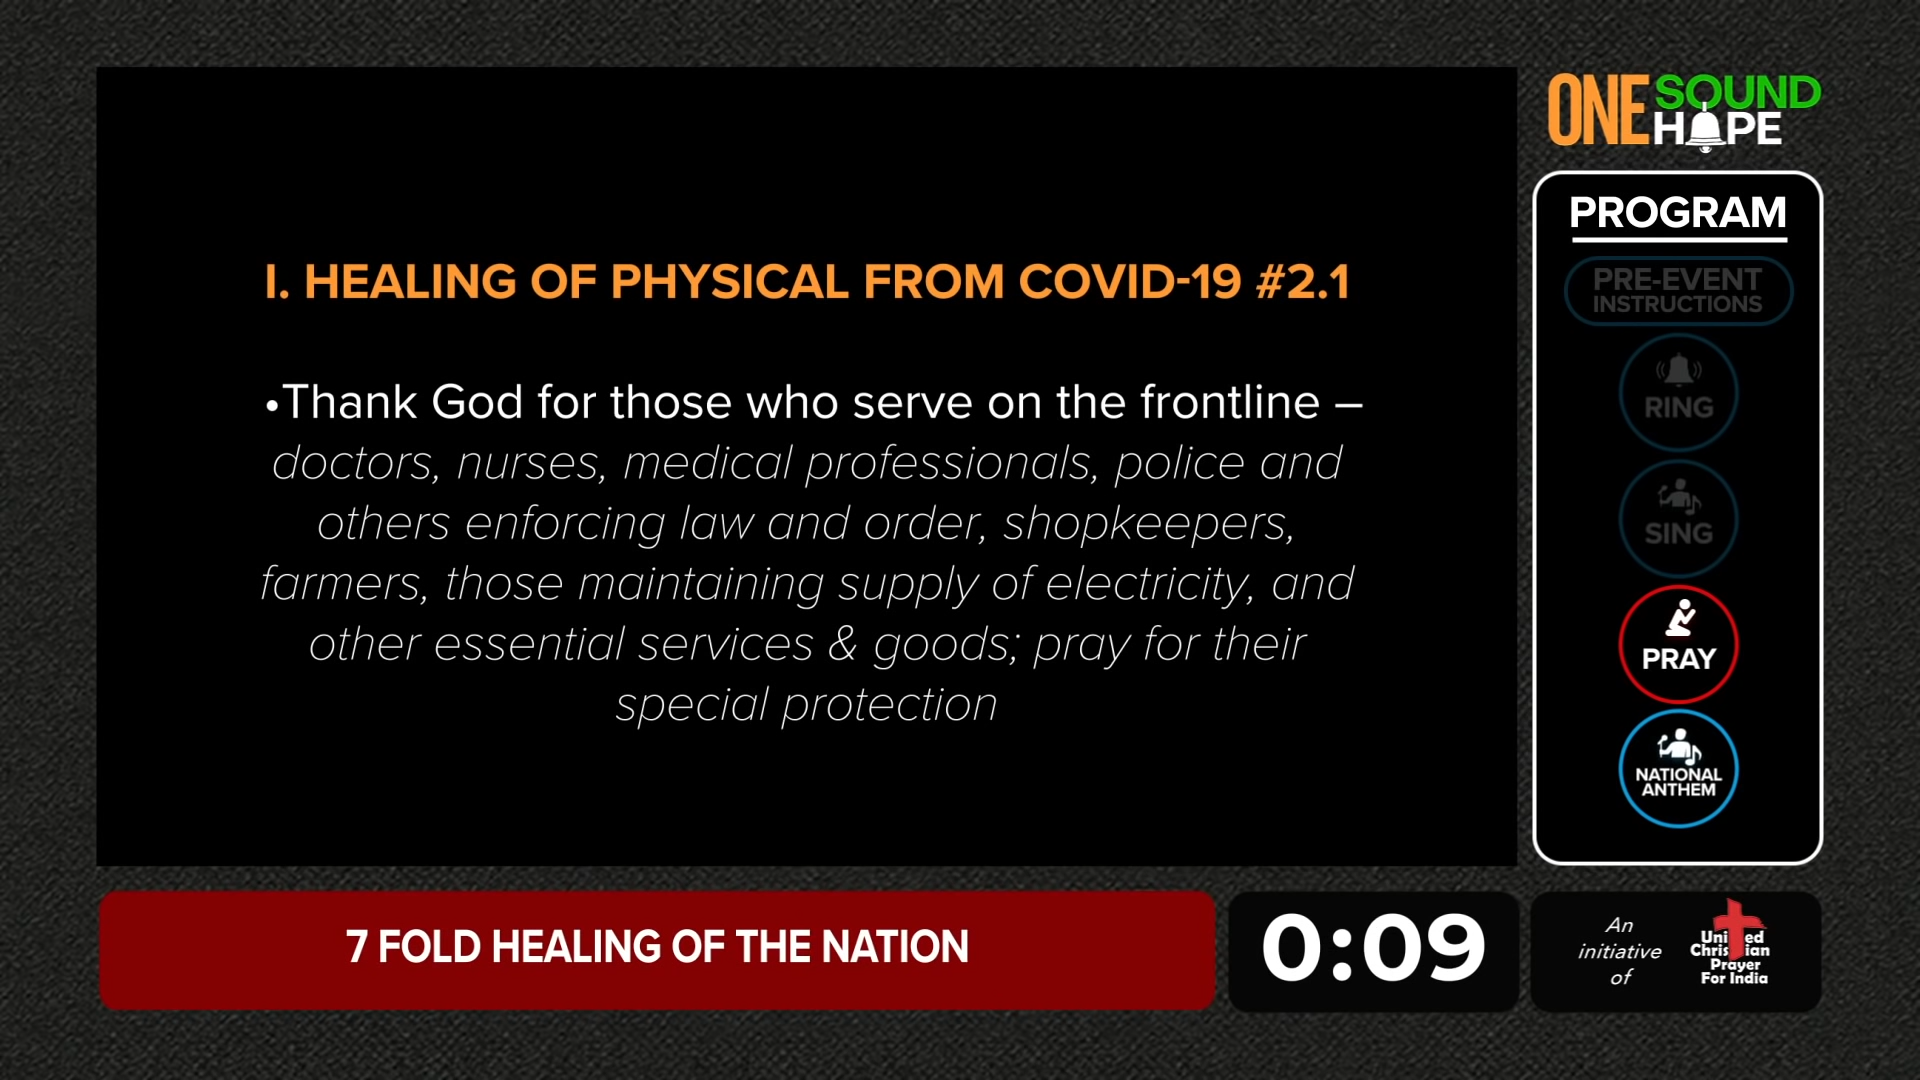 I. HEALING OF PHYSICAL FROM COVID-19 #2.1
•Thank God for those who serve on the frontline –
doctors, nurses, medical professionals, police and
others enforcing law and order, shopkeepers,
farmers, those maintaining supply of electricity, and
other essential services & goods; pray for their
special protection
ONE SOUND
HOPE
PROGRAM
PRE-EVENT
INSTRUCTIONS
RING
SING
PRAY
NATIONAL
ANTHEM
7 FOLD HEALING OF THE NATION
0:09
An
initiative
of
United
Christian
Prayer
For India